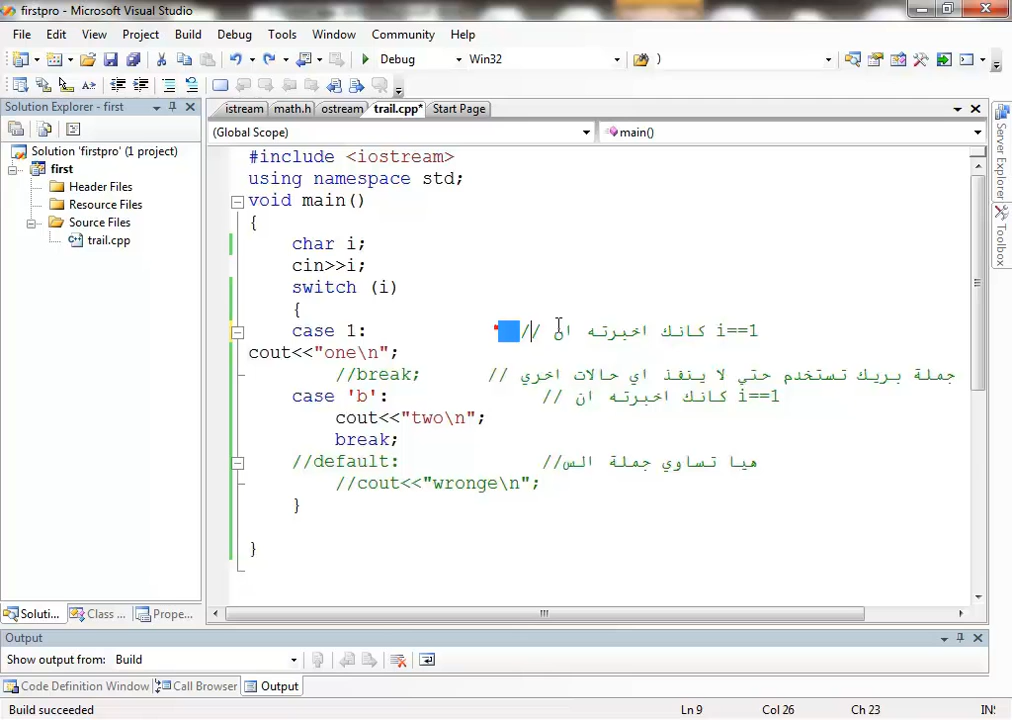 firstpro - Microsoft Visual Studio
File Edit View Project Build Debug Tools Window Community Help
Debug Win32 )
Solution Explorer - first
istream math.h ostream trail.cpp* Start Page
(Global Scope) main()
Solution 'firstpro' (1 project)
first
Header Files
Resource Files
Source Files
trail.cpp
#include <iostream>
using namespace std;
void main()
{
char i;
cin>>i;
switch (i)
{
case 1: // كانك اخبرته ان i==1
cout<<"one\n";
//break; // جملة بريك تستخدم حتي لا ينفذ اي حالات اخري
case 'b': // كانك اخبرته ان i==1
cout<<"two\n";
break;
//default: //هيا تساوي جملة الس
//cout<<"wronge\n";
}
}
Server Explorer
Toolbox
Soluti... Class ... Prope...
Output
Show output from: Build
Code Definition Window Call Browser Output
Build succeeded Ln 9 Col 26 Ch 23 INS